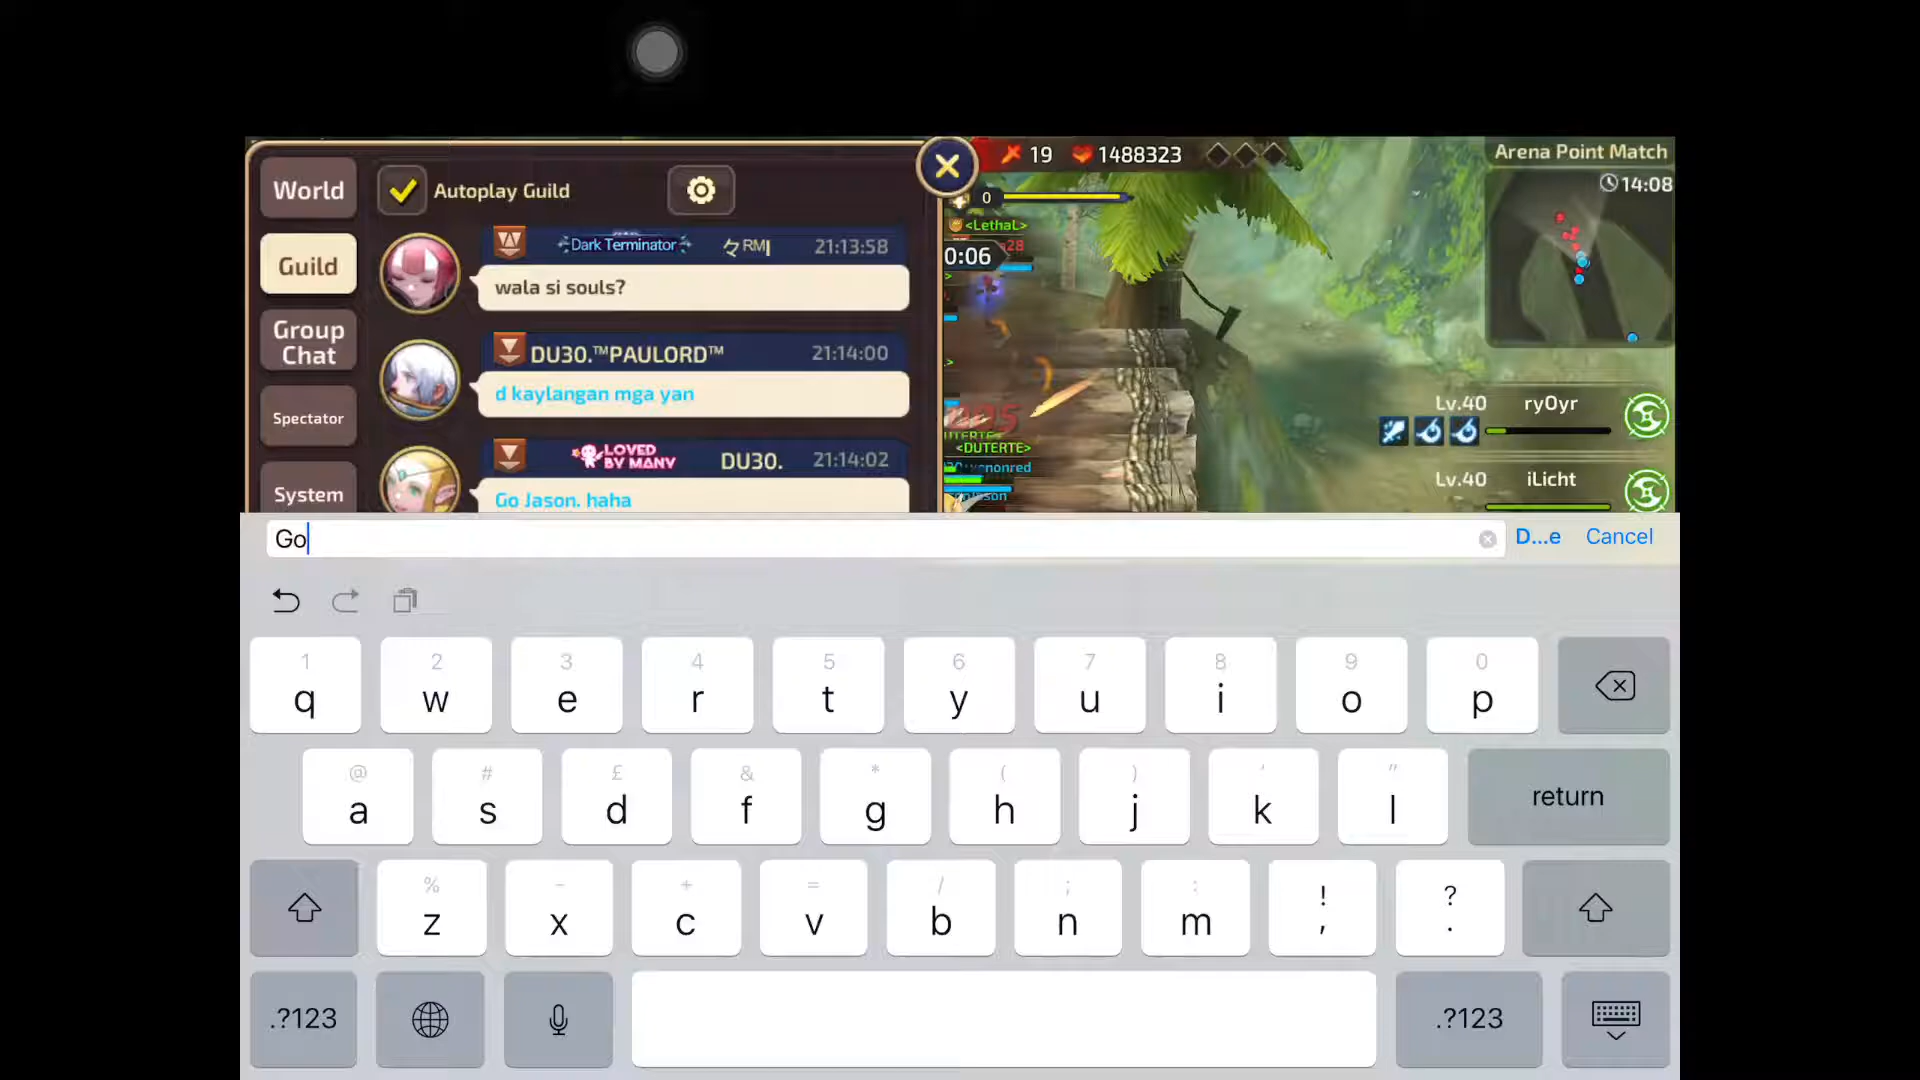 World
Autoplay Guild
19 1488323
Arena Point Match
14:08
0
<LethaL>
0:06
Guild
Dark Terminator RM 21:13:58
wala si souls?
Group
Chat
DU30.™PAULORD™ 21:14:00
d kaylangan mga yan
Spectator
LOVED
BY MANY
DU30. 21:14:02
Go Jason. haha
System
<DUTERTE>
Lv.40 ryOyr
Lv.40 iLicht
Go
D...e Cancel
1 2 3 4 5 6 7 8 9 0
q w e r t y u i o p
@ # £ & * ( ) ' "
a s d f g h j k l return
% - + = / ; : ! ?
z x c v b n m , .
.?123 .?123